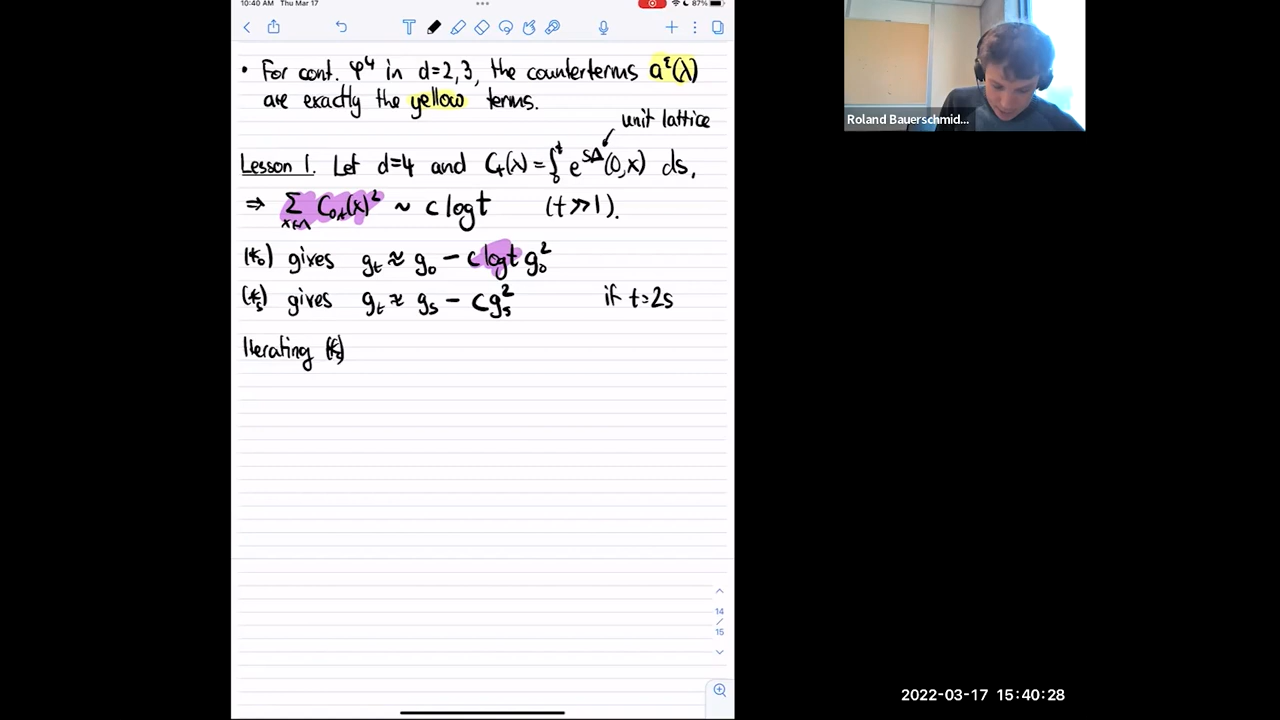 10:40 AM Thu Mar 17
87%
• For cont. φ⁴ in d=2,3, the counterterms a^ε(λ)
are exactly the yellow terms.
unit lattice
Lesson 1. Let d=4 and C_t(x) = ∫_0^t e^{sΔ}(0,x) ds,
⇒ ∑_{x∈Λ} C_{0,t}(x)² ~ c log t (t≫1).
(*_0) gives g_t ≈ g_0 − c log t g_0²
(*_s) gives g_t ≈ g_s − c g_s² if t=2s
Iterating (*_s)
14
/
15
Roland Bauerschmid...
2022-03-17 15:40:28